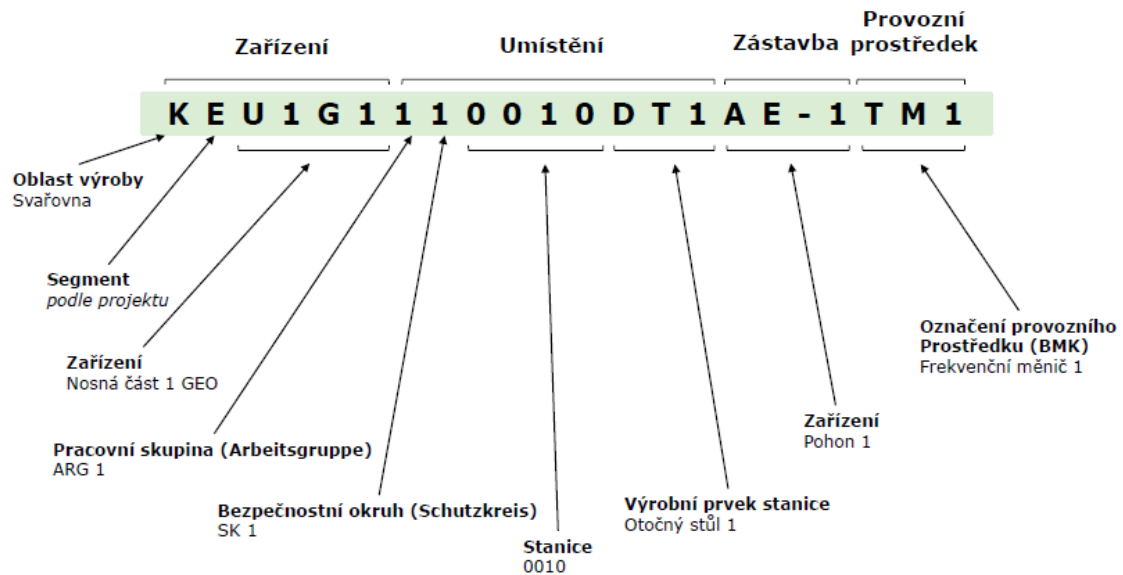 Zařízení
Umístění
Zástavba
Provozní
prostředek
K E U 1 G 1 1 1 0 0 1 0 D T 1 A E - 1 T M 1
Oblast výroby
Svařovna
Segment
podle projektu
Zařízení
Nosná část 1 GEO
Pracovní skupina (Arbeitsgruppe)
ARG 1
Bezpečnostní okruh (Schutzkreis)
SK 1
Stanice
0010
Výrobní prvek stanice
Otočný stůl 1
Zařízení
Pohon 1
Označení provozního
Prostředku (BMK)
Frekvenční měnič 1